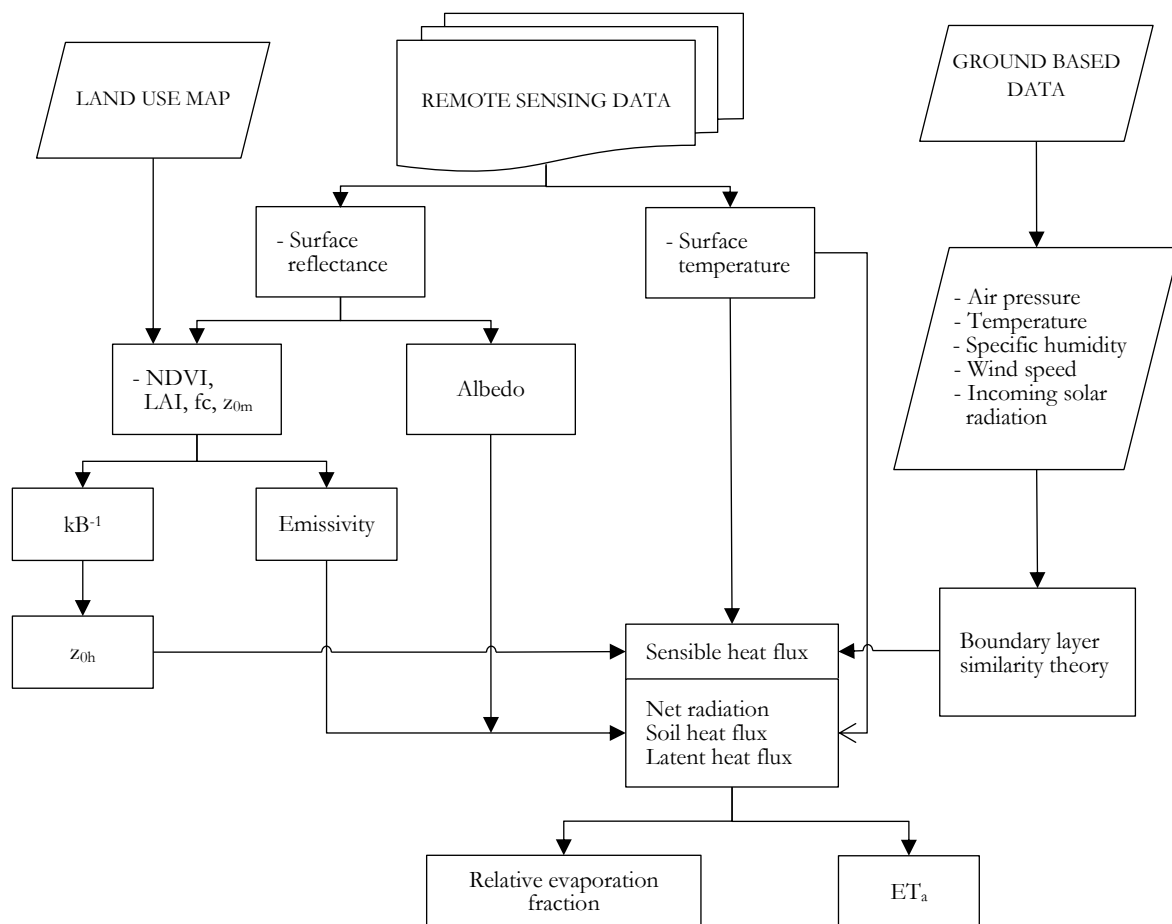 LAND USE MAP
REMOTE SENSING DATA
GROUND BASED
DATA
- Surface
reflectance
- Surface
temperature
- Air pressure
- Temperature
- Specific humidity
- Wind speed
- Incoming solar
radiation
- NDVI,
LAI, fc, z₀ₘ
Albedo
kB⁻¹
Emissivity
z₀ₕ
Sensible heat flux
Boundary layer
similarity theory
Net radiation
Soil heat flux
Latent heat flux
Relative evaporation
fraction
ETₐ